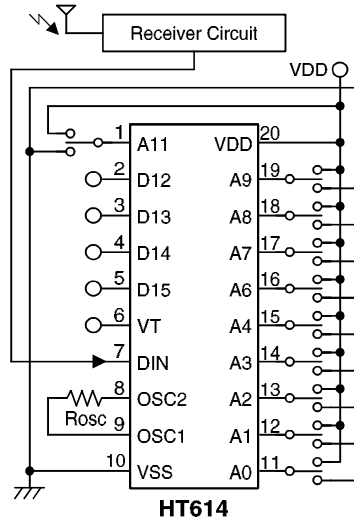 Receiver Circuit
VDD
1 A11 VDD 20
2 D12 A9 19
3 D13 A8 18
4 D14 A7 17
5 D15 A6 16
6 VT A4 15
7 DIN A3 14
8 OSC2 A2 13
Rosc
9 OSC1 A1 12
10 VSS A0 11
HT614